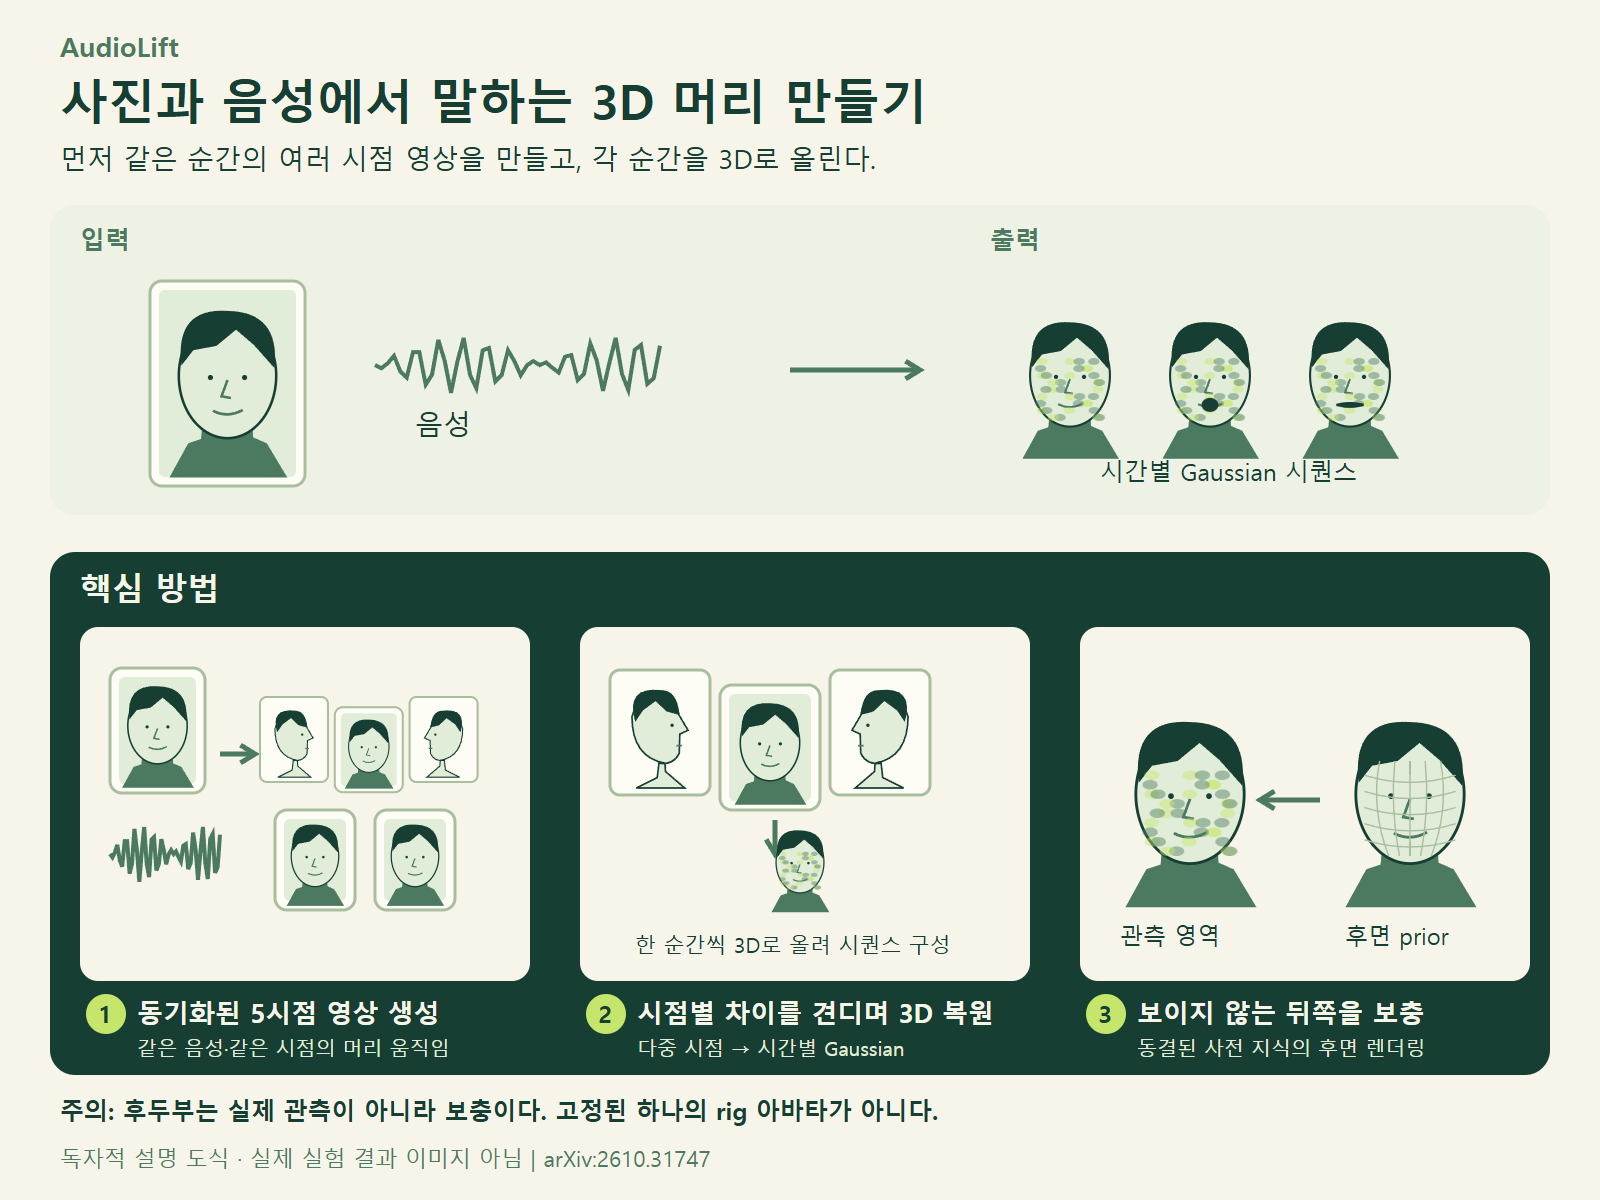 AudioLift
사진과 음성에서 말하는 3D 머리 만들기
먼저 같은 순간의 여러 시점 영상을 만들고, 각 순간을 3D로 올린다.
입력
출력
음성
시간별 Gaussian 시퀀스
핵심 방법
한 순간씩 3D로 올려 시퀀스 구성
관측 영역
후면 prior
1 동기화된 5시점 영상 생성
같은 음성·같은 시점의 머리 움직임
2 시점별 차이를 견디며 3D 복원
다중 시점 → 시간별 Gaussian
3 보이지 않는 뒤쪽을 보충
동결된 사전 지식의 후면 렌더링
주의: 후두부는 실제 관측이 아니라 보충이다. 고정된 하나의 rig 아바타가 아니다.
독자적 설명 도식 · 실제 실험 결과 이미지 아님 | arXiv:2610.31747